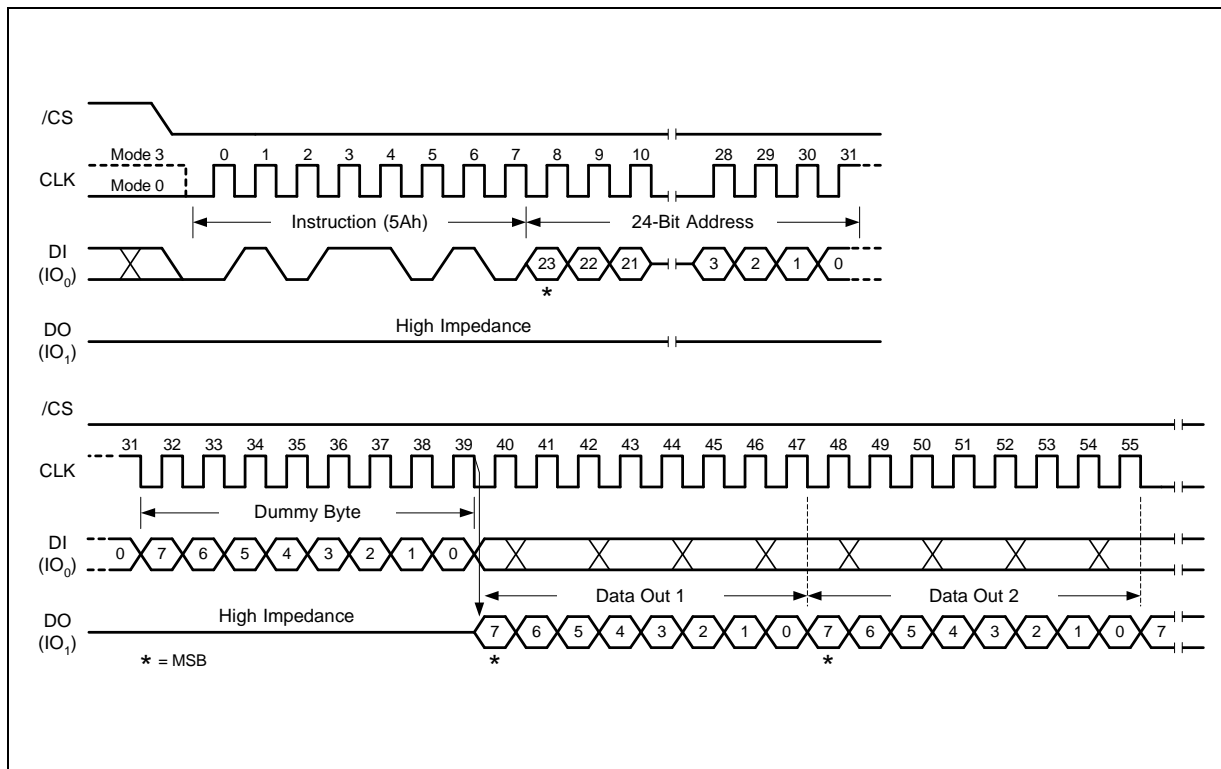 /CS
Mode 3 0 1 2 3 4 5 6 7 8 9 10 28 29 30 31
CLK Mode 0
Instruction (5Ah) 24-Bit Address
DI
(IO0) 23 22 21 3 2 1 0
*
DO
(IO1) High Impedance
/CS
31 32 33 34 35 36 37 38 39 40 41 42 43 44 45 46 47 48 49 50 51 52 53 54 55
CLK
Dummy Byte
DI
(IO0) 0 7 6 5 4 3 2 1 0
Data Out 1 Data Out 2
DO
(IO1) High Impedance 7 6 5 4 3 2 1 0 7 6 5 4 3 2 1 0 7
* = MSB * *